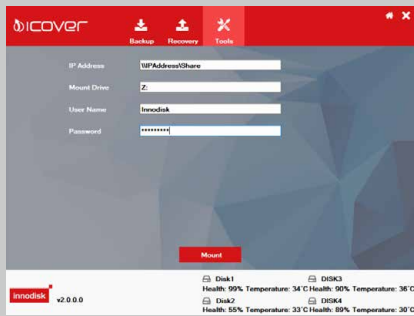 icover
Backup Recovery Tools
IP Address \\IPAddress\Share
Mount Drive Z:
User Name Innodisk
Password *********
Mount
innodisk v2.0.0.0
Disk1 DISK3
Health: 99% Temperature: 34°C Health: 90% Temperature: 36°C
Disk2 DISK4
Health: 55% Temperature: 33°C Health: 89% Temperature: 30°C